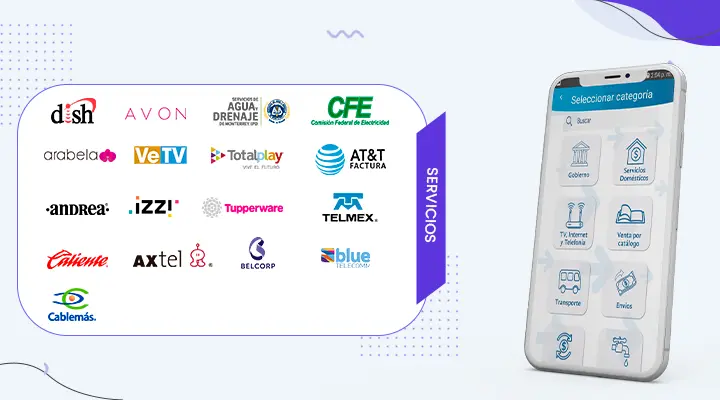 dish
AVON
SERVICIOS DE
AGUA
DRENAJE
DE MONTERREY, IPD
CFE
Comisión Federal de Electricidad
arabela
VeTV
Totalplay
VIVE EL FUTURO
AT&T
FACTURA
·ANDREA·
izzi
Tupperware
TELMEX
Caliente
AXtel
BELCORP
blue
TELECOMM
Cablemás
SERVICIOS
2:04 p. m.
Seleccionar categoría
Buscar
Gobierno
Servicios
Domésticos
TV, Internet
y Telefonía
Venta por
catálogo
Transporte
Envíos